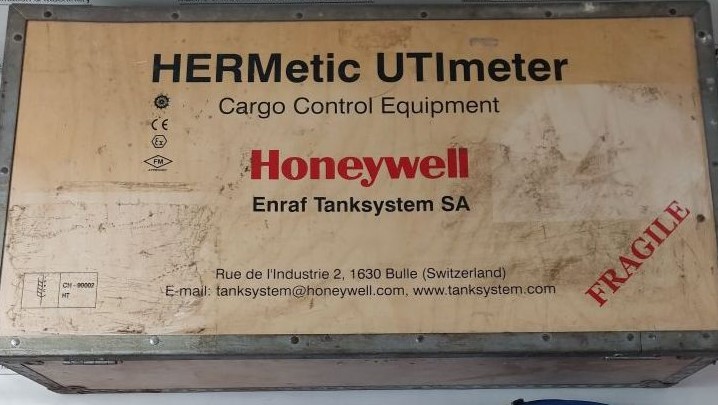 HERMetic UTImeter
Cargo Control Equipment
CE
Ex
FM
APPROVED
Honeywell
Enraf Tanksystem SA
Rue de l'Industrie 2, 1630 Bulle (Switzerland)
E-mail: tanksystem@honeywell.com, www.tanksystem.com
FRAGILE
CH - 90002
HT